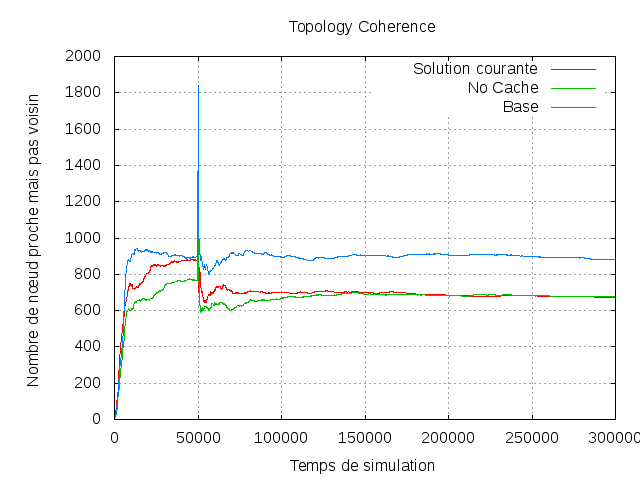 Topology Coherence
Solution courante
No Cache
Base
Nombre de nœud proche mais pas voisin
2000
1800
1600
1400
1200
1000
800
600
400
200
0
0 50000 100000 150000 200000 250000 300000
Temps de simulation